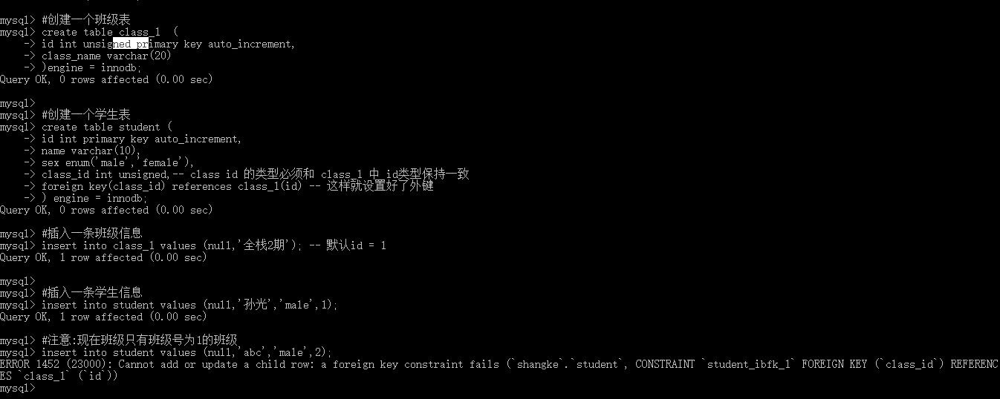 mysql> #创建一个班级表
mysql> create table class_1  (
    -> id int unsigned primary key auto_increment,
    -> class_name varchar(20)
    -> )engine = innodb;
Query OK, 0 rows affected (0.00 sec)
mysql>
mysql> #创建一个学生表
mysql> create table student (
    -> id int primary key auto_increment,
    -> name varchar(10),
    -> sex enum('male','female'),
    -> class_id int unsigned,-- class id 的类型必须和 class_1 中 id类型保持一致
    -> foreign key(class_id) references class_1(id) -- 这样就设置好了外键
    -> ) engine = innodb;
Query OK, 0 rows affected (0.00 sec)
mysql> #插入一条班级信息
mysql> insert into class_1 values (null,'全栈2期'); -- 默认id = 1
Query OK, 1 row affected (0.00 sec)
mysql>
mysql> #插入一条学生信息
mysql> insert into student values (null,'孙光','male',1);
Query OK, 1 row affected (0.00 sec)
mysql> #注意:现在班级只有班级号为1的班级
mysql> insert into student values (null,'abc','male',2);
ERROR 1452 (23000): Cannot add or update a child row: a foreign key constraint fails (`shangke`.`student`, CONSTRAINT `student_ibfk_1` FOREIGN KEY (`class_id`) REFERENC
ES `class_1` (`id`))
mysql>